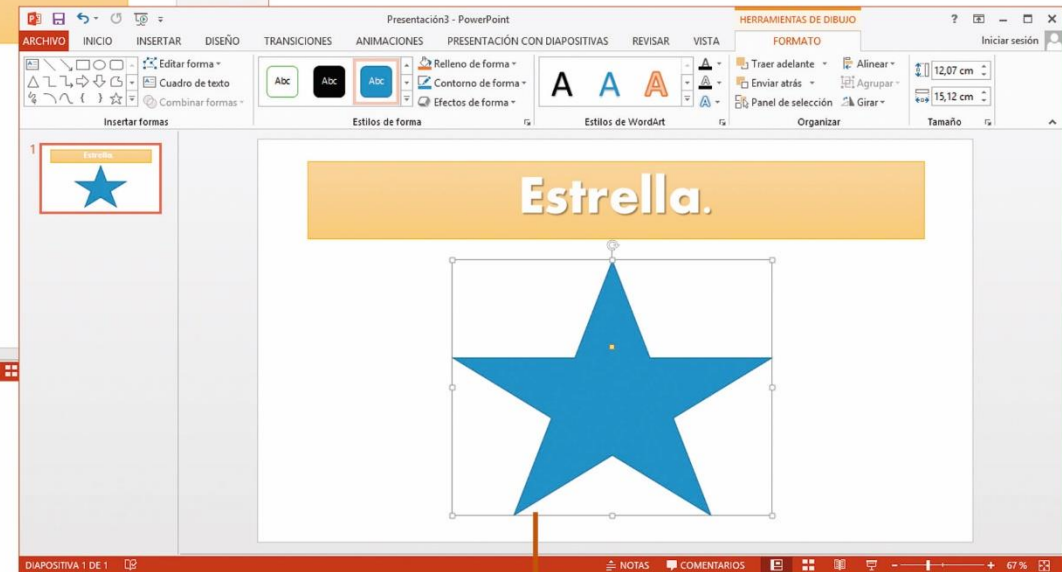 Presentación3 - PowerPoint
HERRAMIENTAS DE DIBUJO
?
ARCHIVO INICIO INSERTAR DISEÑO TRANSICIONES ANIMACIONES PRESENTACIÓN CON DIAPOSITIVAS REVISAR VISTA FORMATO Iniciar sesión
Editar forma
Cuadro de texto
Combinar formas
Insertar formas
Abc Abc Abc
Relleno de forma
Contorno de forma
Efectos de forma
Estilos de forma
A A A
A
A
A
Estilos de WordArt
Traer adelante
Enviar atrás
Panel de selección
Alinear
Agrupar
Girar
Organizar
12,07 cm
15,12 cm
Tamaño
1
Estrella.
Estrella.
DIAPOSITIVA 1 DE 1 NOTAS COMENTARIOS 67 %